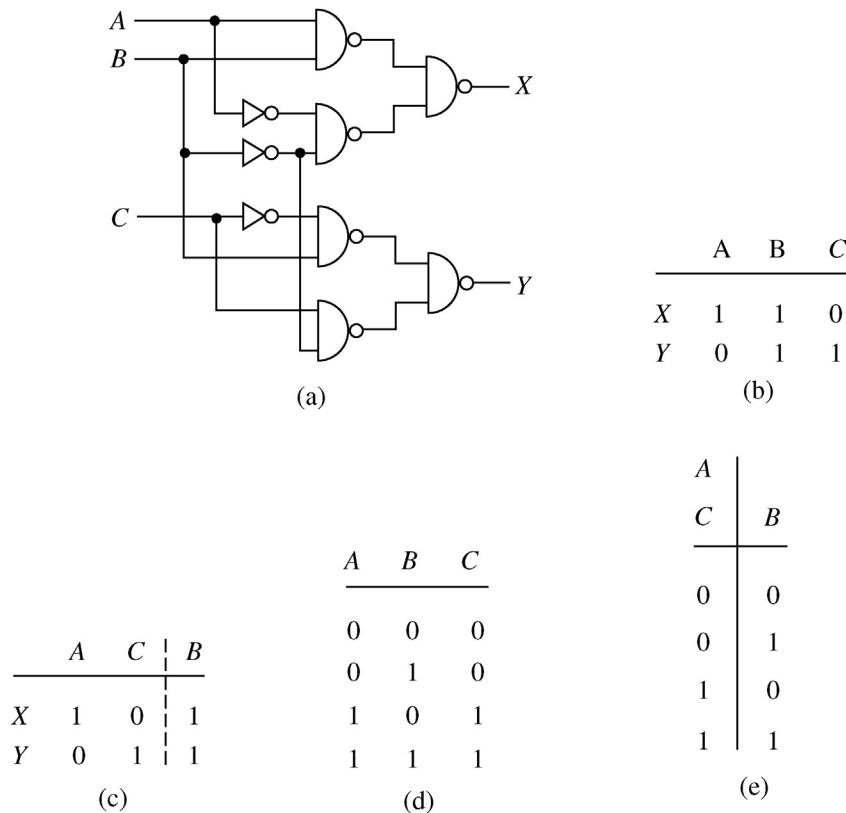 A
B
X
C
Y
(a)
A B C
X 1 1 0
Y 0 1 1
(b)
A C B
X 1 0 1
Y 0 1 1
(c)
A B C
0 0 0
0 1 0
1 0 1
1 1 1
(d)
A
C B
0 0
0 1
1 0
1 1
(e)